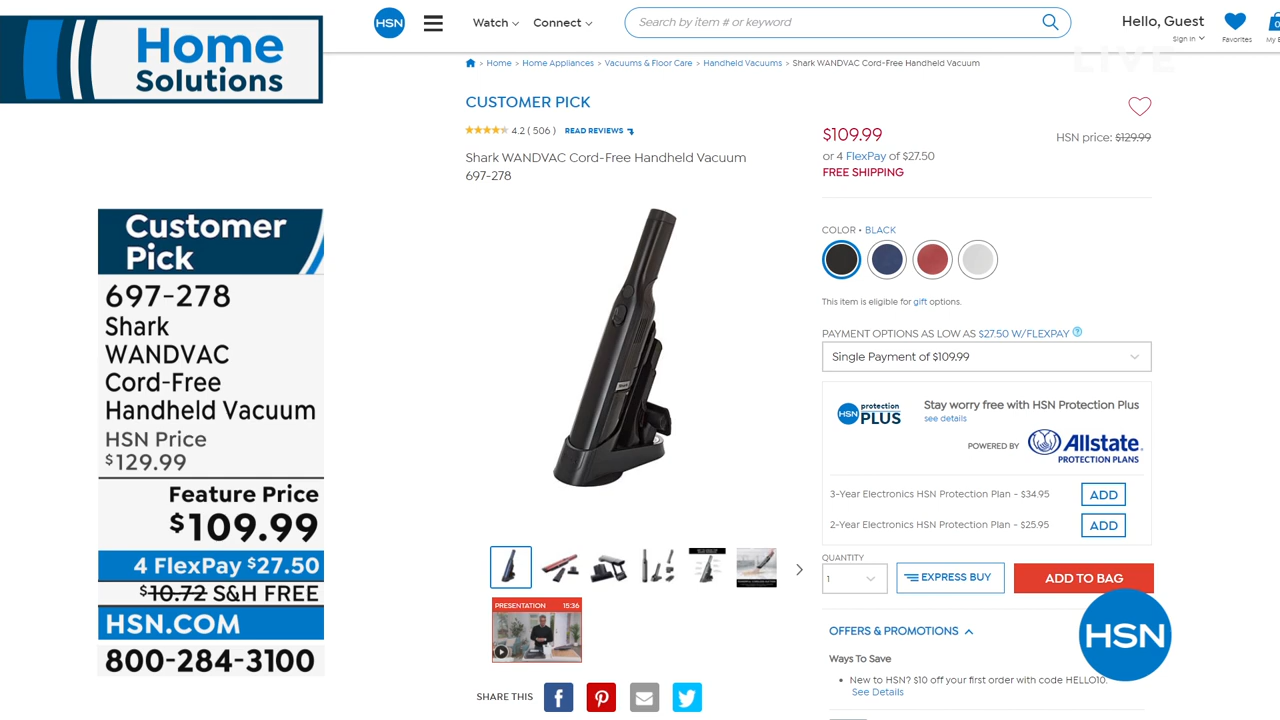 Home
Solutions
HSN
Watch
Connect
Search by item # or keyword
Hello, Guest
Sign In
Favorites
0
LIVE
Home > Home Appliances > Vacuums & Floor Care > Handheld Vacuums > Shark WANDVAC Cord-Free Handheld Vacuum
CUSTOMER PICK
4.2 ( 506 ) READ REVIEWS
Shark WANDVAC Cord-Free Handheld Vacuum
697-278
$109.99
HSN price: $129.99
or 4 FlexPay of $27.50
FREE SHIPPING
COLOR • BLACK
This item is eligible for gift options.
PAYMENT OPTIONS AS LOW AS $27.50 W/FLEXPAY ?
Single Payment of $109.99
HSN protection PLUS
Stay worry free with HSN Protection Plus
see details
POWERED BY Allstate.
PROTECTION PLANS
3-Year Electronics HSN Protection Plan - $34.95 ADD
2-Year Electronics HSN Protection Plan - $25.95 ADD
QUANTITY
1
EXPRESS BUY
ADD TO BAG
OFFERS & PROMOTIONS
Ways To Save
• New to HSN? $10 off your first order with code HELLO10.
See Details
HSN
PRESENTATION 15:36
SHARE THIS
Customer
Pick
697-278
Shark
WANDVAC
Cord-Free
Handheld Vacuum
HSN Price
$129.99
Feature Price
$109.99
4 FlexPay $27.50
$10.72 S&H FREE
HSN.COM
800-284-3100